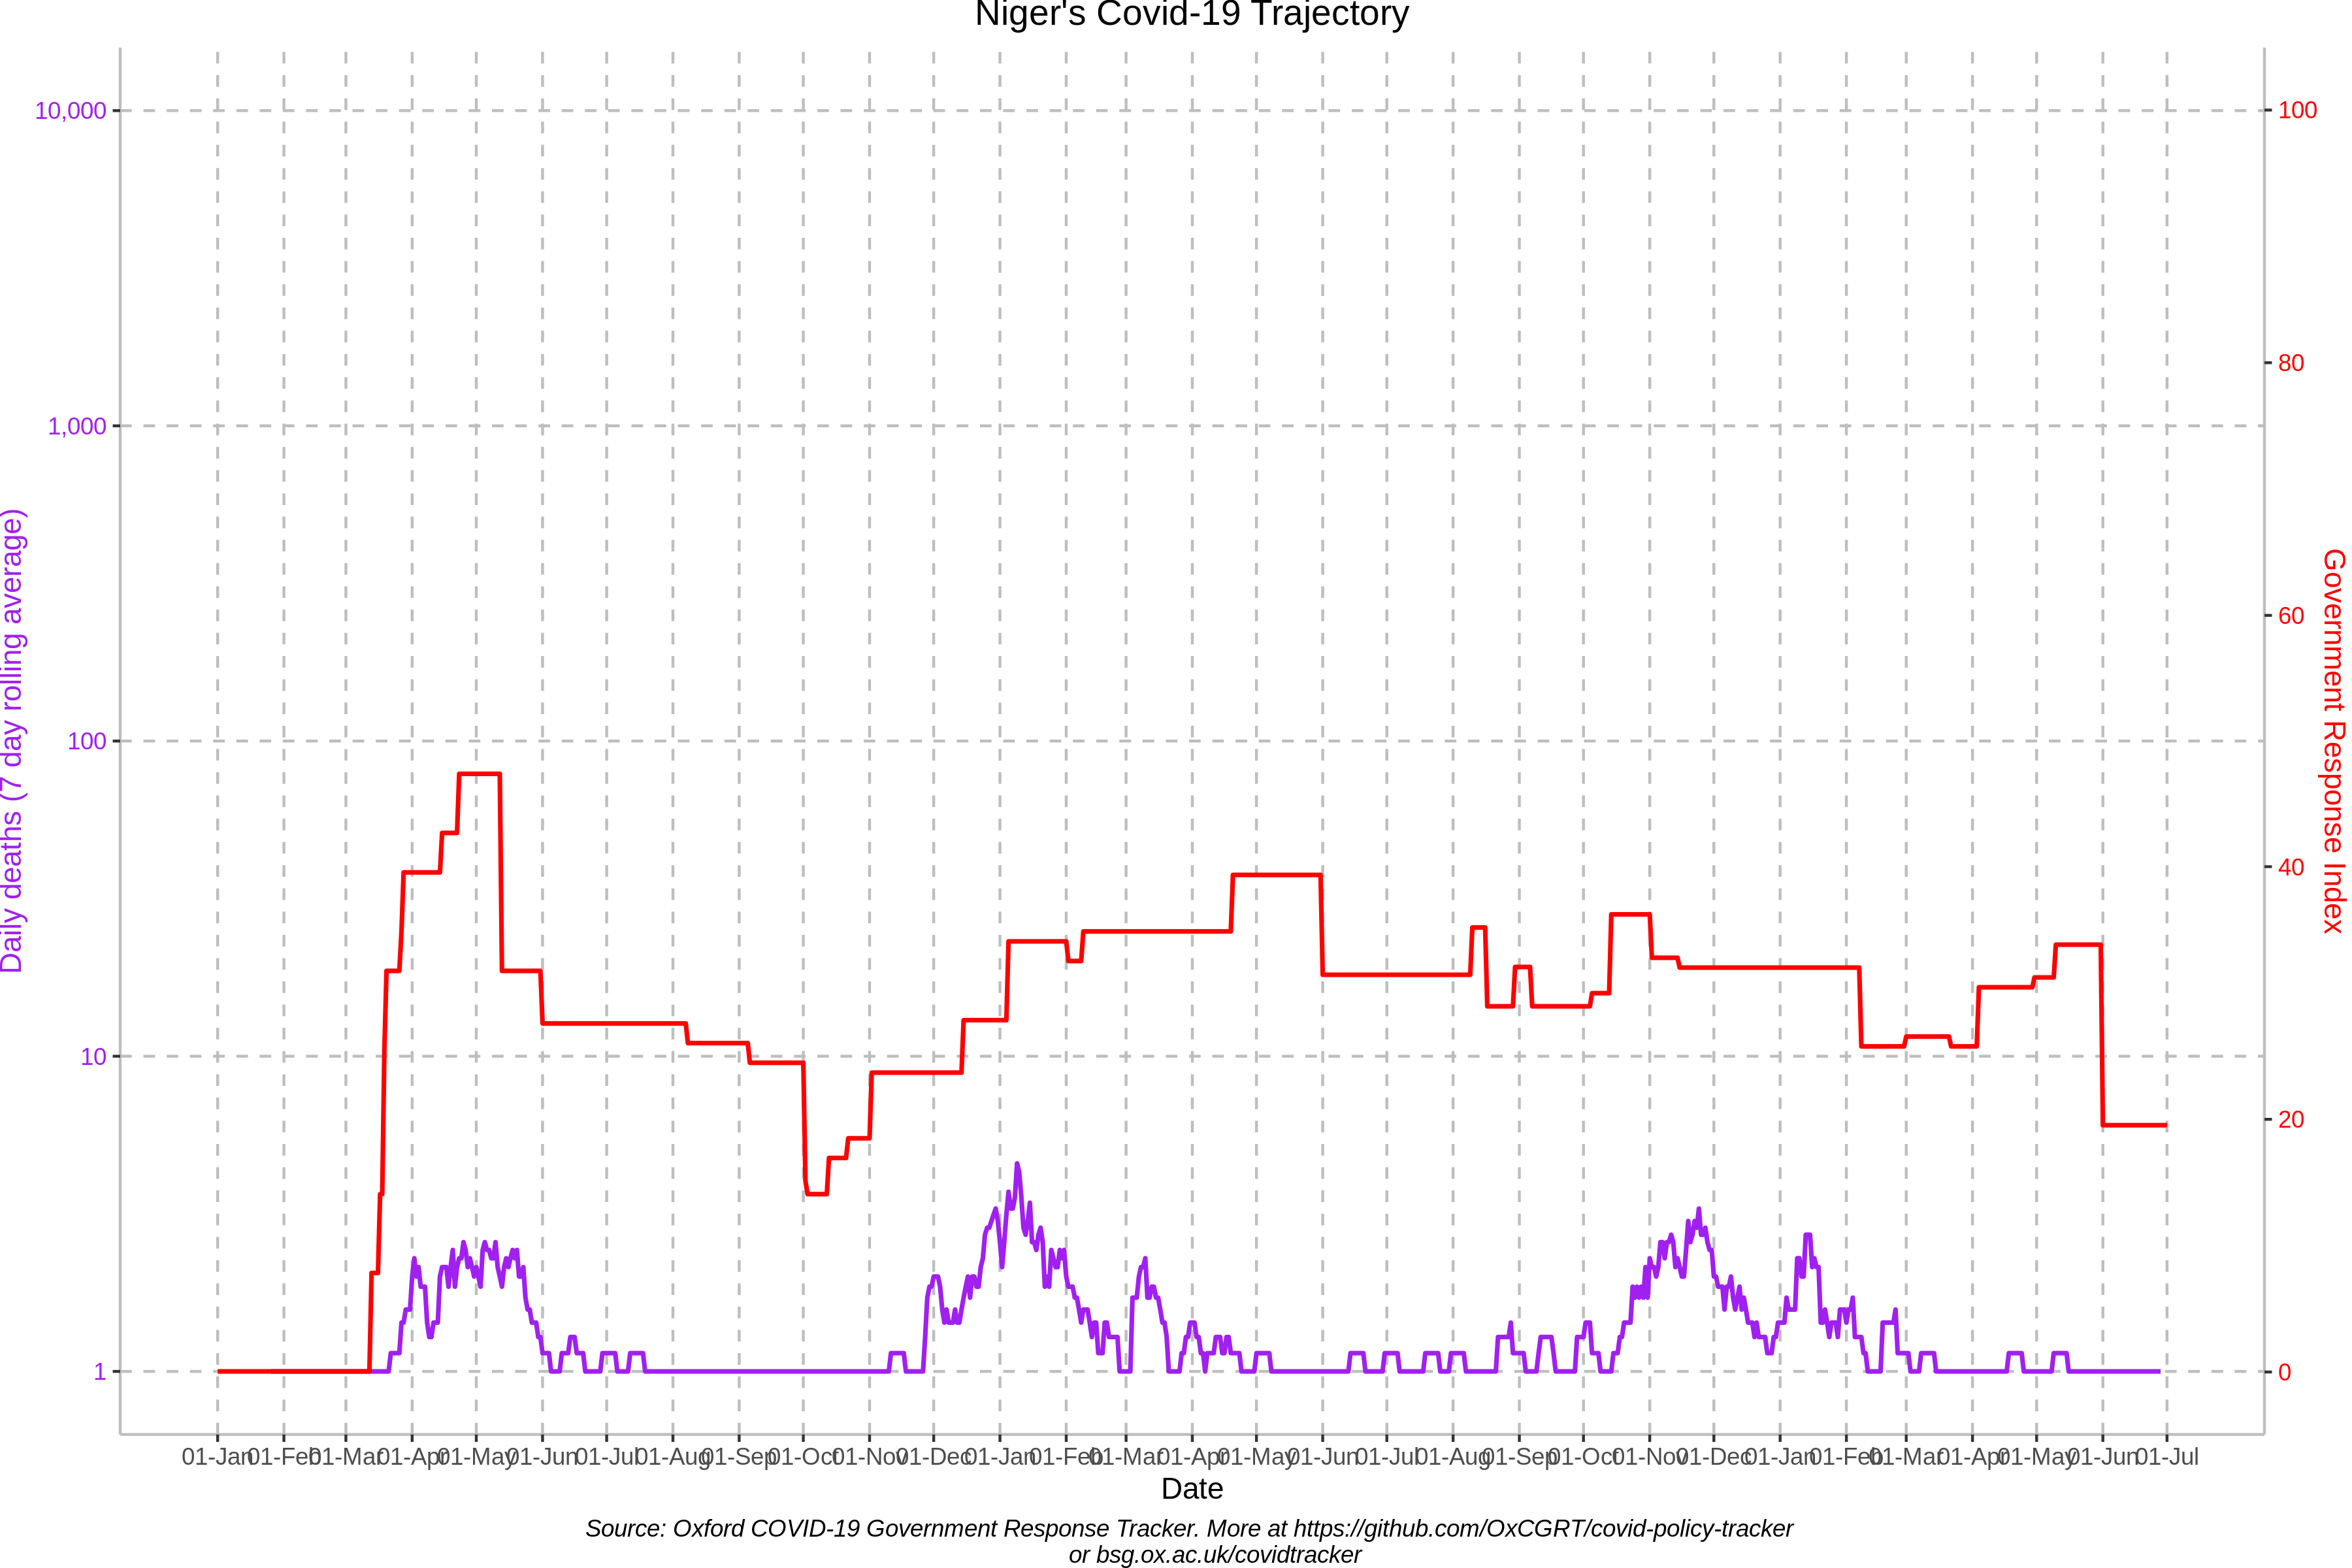 Niger's Covid-19 Trajectory
10,000
1,000
100
10
1
Daily deaths (7 day rolling average)
100
80
60
40
20
0
Government Response Index
01-Jan 01-Feb 01-Mar 01-Apr 01-May 01-Jun 01-Jul 01-Aug 01-Sep 01-Oct 01-Nov 01-Dec 01-Jan 01-Feb 01-Mar 01-Apr 01-May 01-Jun 01-Jul 01-Aug 01-Sep 01-Oct 01-Nov 01-Dec 01-Jan 01-Feb 01-Mar 01-Apr 01-May 01-Jun 01-Jul
Date
Source: Oxford COVID-19 Government Response Tracker. More at https://github.com/OxCGRT/covid-policy-tracker
or bsg.ox.ac.uk/covidtracker